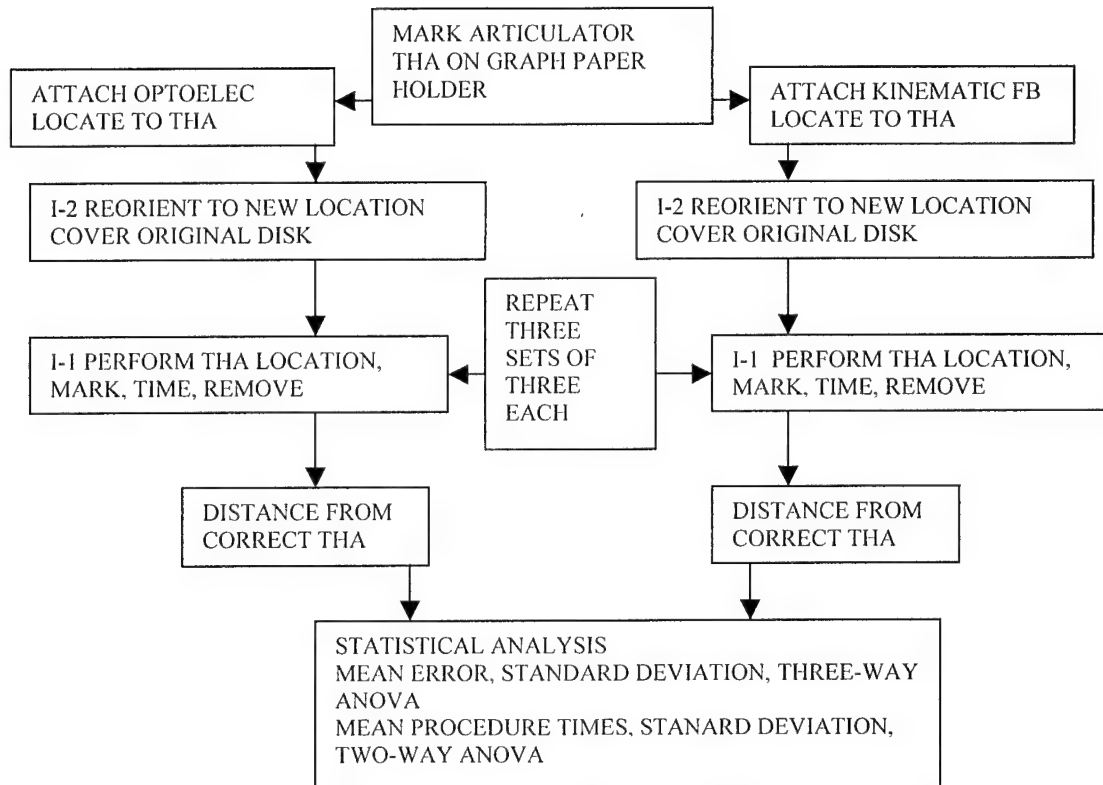 MARK ARTICULATOR
THA ON GRAPH PAPER
HOLDER
ATTACH OPTOELEC
LOCATE TO THA
ATTACH KINEMATIC FB
LOCATE TO THA
I-2 REORIENT TO NEW LOCATION
COVER ORIGINAL DISK
I-2 REORIENT TO NEW LOCATION
COVER ORIGINAL DISK
REPEAT
THREE
SETS OF
THREE
EACH
I-1 PERFORM THA LOCATION,
MARK, TIME, REMOVE
I-1 PERFORM THA LOCATION,
MARK, TIME, REMOVE
DISTANCE FROM
CORRECT THA
DISTANCE FROM
CORRECT THA
STATISTICAL ANALYSIS
MEAN ERROR, STANDARD DEVIATION, THREE-WAY
ANOVA
MEAN PROCEDURE TIMES, STANARD DEVIATION,
TWO-WAY ANOVA